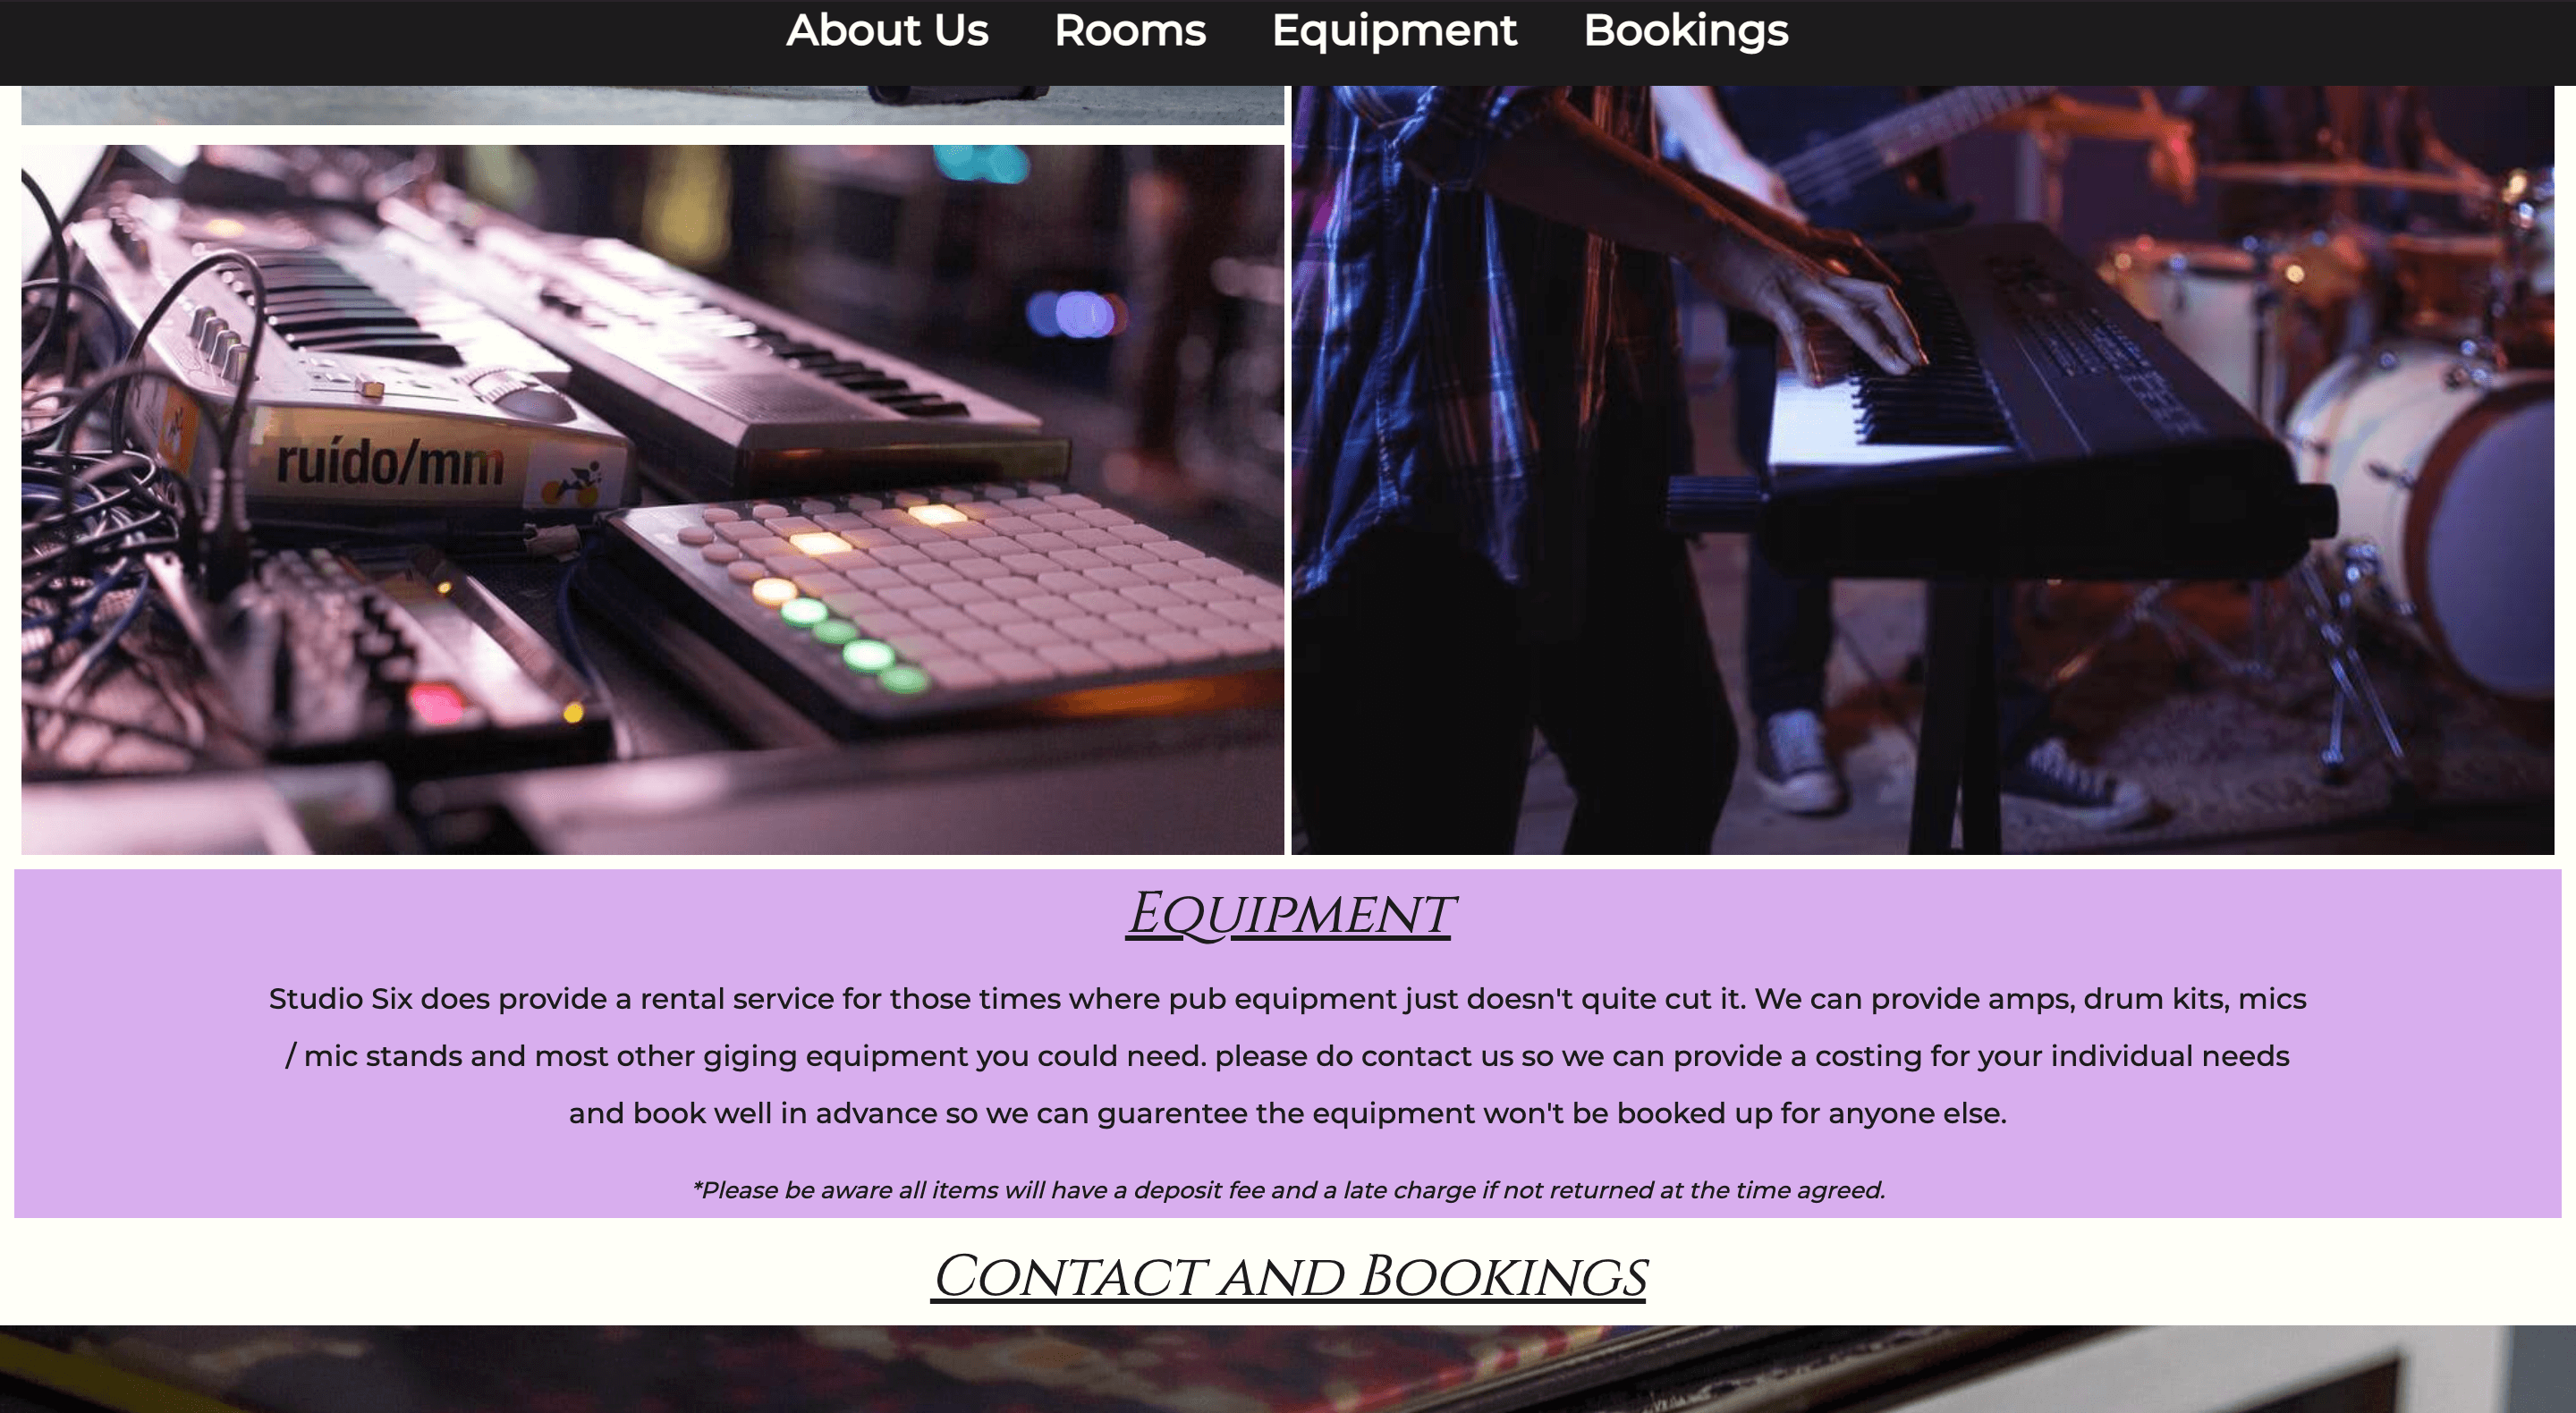 About Us Rooms Equipment Bookings
ruído/mm
Equipment
Studio Six does provide a rental service for those times where pub equipment just doesn't quite cut it. We can provide amps, drum kits, mics
/ mic stands and most other giging equipment you could need. please do contact us so we can provide a costing for your individual needs
and book well in advance so we can guarentee the equipment won't be booked up for anyone else.
*Please be aware all items will have a deposit fee and a late charge if not returned at the time agreed.
Contact and Bookings